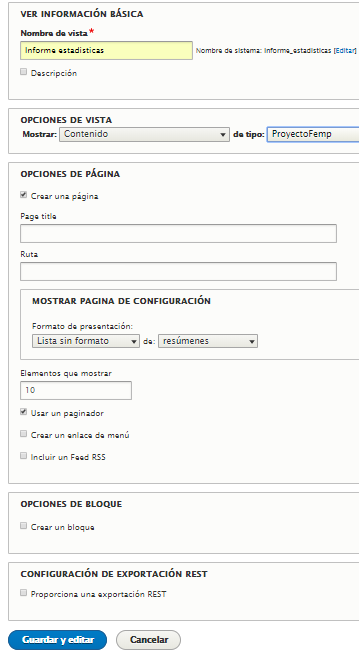 VER INFORMACIÓN BÁSICA
Nombre de vista*
Informe estadisticas Nombre de sistema: informe_estadisticas [Editar]
Descripción
OPCIONES DE VISTA
Mostrar: Contenido de tipo: ProyectoFemp
OPCIONES DE PÁGINA
Crear una página
Page title
Ruta
MOSTRAR PAGINA DE CONFIGURACIÓN
Formato de presentación:
Lista sin formato de: resúmenes
Elementos que mostrar
10
Usar un paginador
Crear un enlace de menú
Incluir un Feed RSS
OPCIONES DE BLOQUE
Crear un bloque
CONFIGURACIÓN DE EXPORTACIÓN REST
Proporciona una exportación REST
Guardar y editar Cancelar